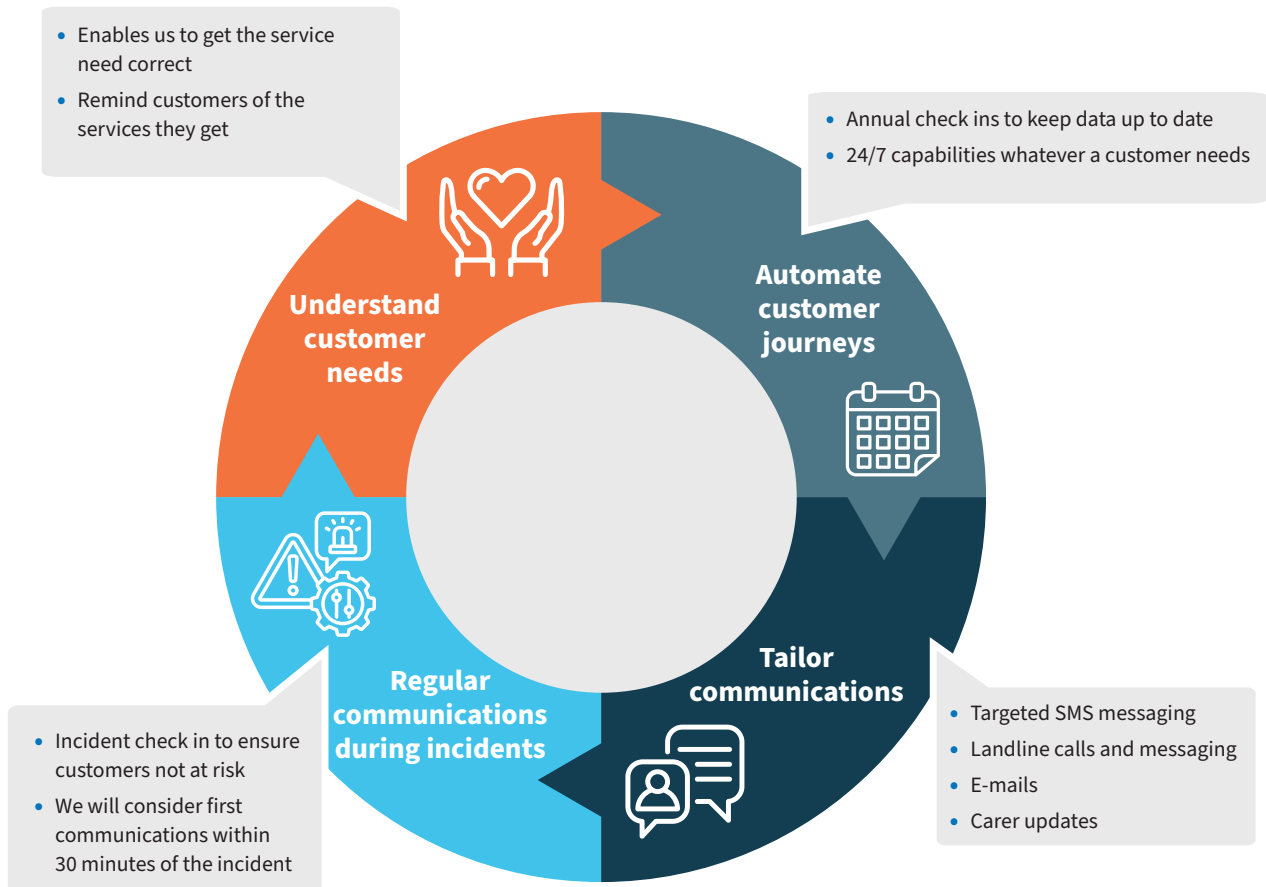 • Enables us to get the service
need correct
• Remind customers of the
services they get
• Annual check ins to keep data up to date
• 24/7 capabilities whatever a customer needs
Understand
customer
needs
Automate
customer
journeys
Regular
communications
during incidents
Tailor
communications
• Incident check in to ensure
customers not at risk
• We will consider first
communications within
30 minutes of the incident
• Targeted SMS messaging
• Landline calls and messaging
• E-mails
• Carer updates